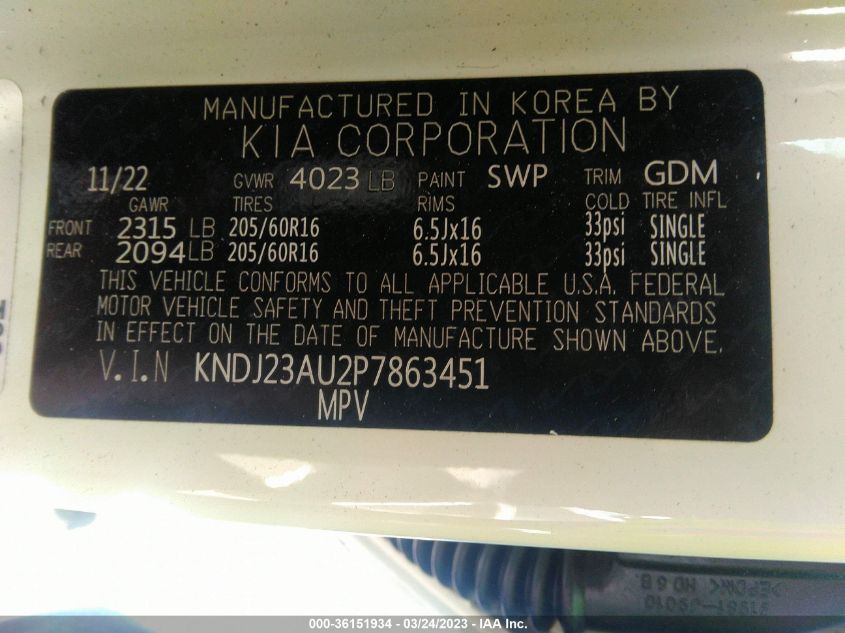 MANUFACTURED IN KOREA BY
KIA CORPORATION
11/22 GVWR 4023 LB PAINT SWP TRIM GDM
GAWR TIRES RIMS COLD TIRE INFL
FRONT 2315 LB 205/60R16 6.5Jx16 33psi SINGLE
REAR 2094 LB 205/60R16 6.5Jx16 33psi SINGLE
THIS VEHICLE CONFORMS TO ALL APPLICABLE U.S.A. FEDERAL
MOTOR VEHICLE SAFETY AND THEFT PREVENTION STANDARDS
IN EFFECT ON THE DATE OF MANUFACTURE SHOWN ABOVE.
V.I.N KNDJ23AU2P7863451
MPV
000-36151934 - 03/24/2023 - IAA Inc.